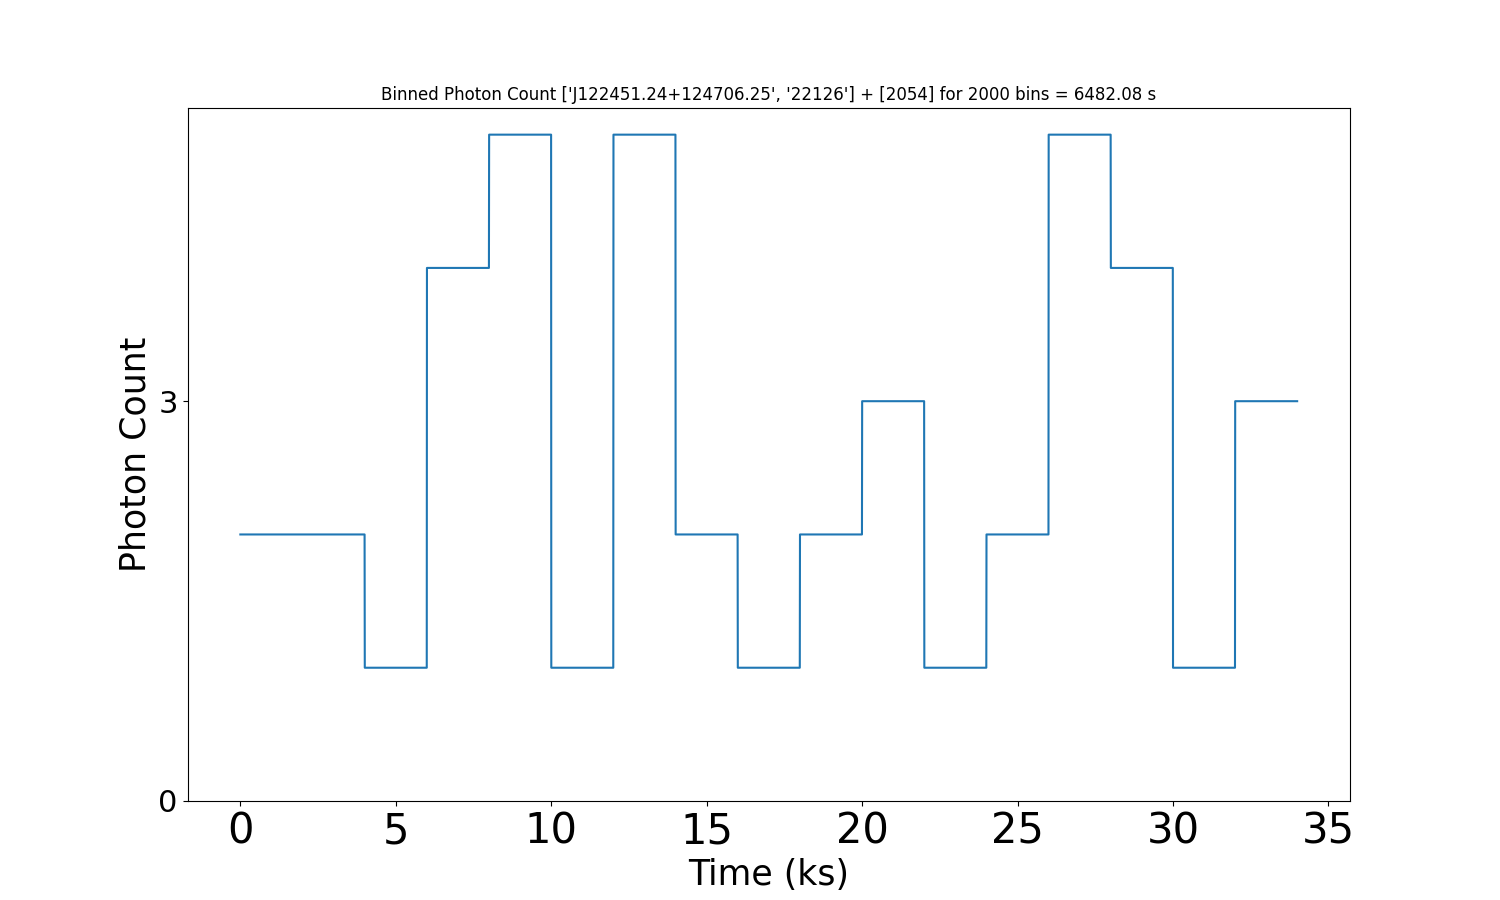 Binned Photon Count ['J122451.24+124706.25', '22126'] + [2054] for 2000 bins = 6482.08 s
Photon Count
3
0
0 5 10 15 20 25 30 35
Time (ks)